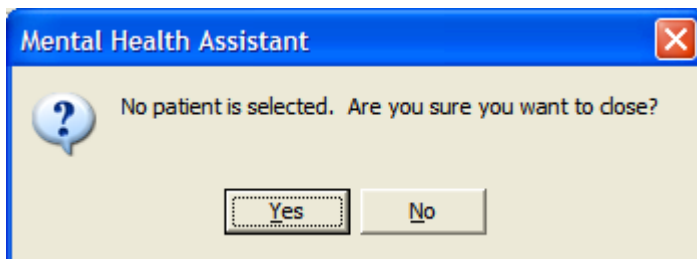 Mental Health Assistant
No patient is selected. Are you sure you want to close?
Yes No